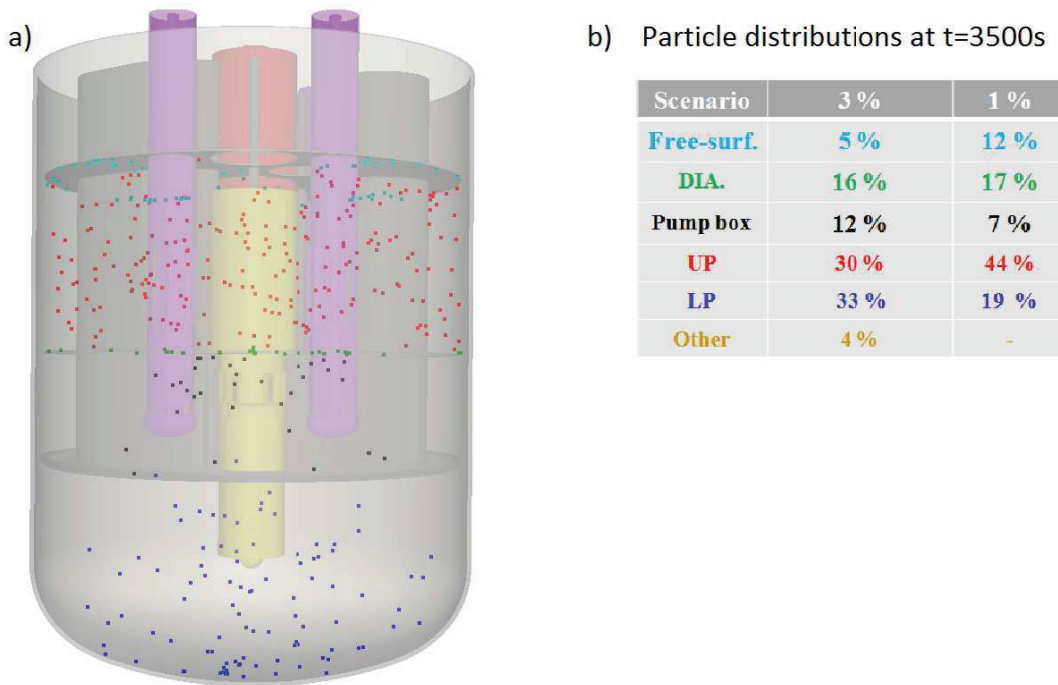 a)
b) Particle distributions at t=3500s
Scenario 3 % 1 %
Free-surf. 5 % 12 %
DIA. 16 % 17 %
Pump box 12 % 7 %
UP 30 % 44 %
LP 33 % 19 %
Other 4 % -